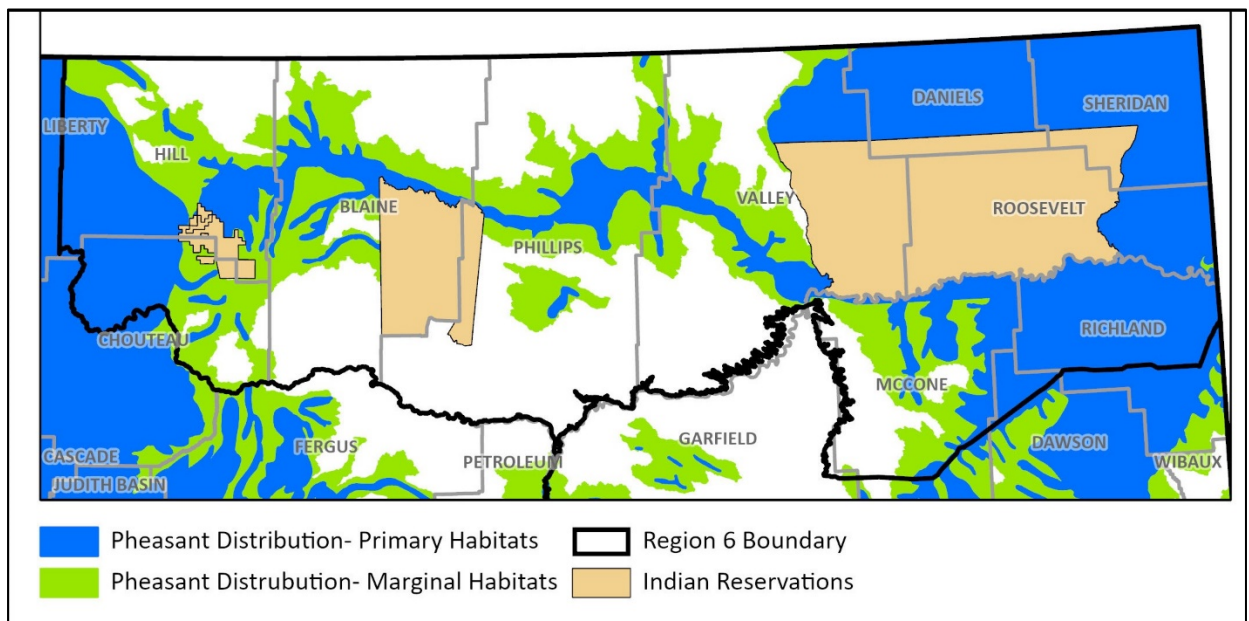 DANIELS
SHERIDAN
LIBERTY
HILL
BLAINE
VALLEY
ROOSEVELT
PHILLIPS
CHOUTEAU
RICHLAND
MCCONE
CASCADE
JUDITH BASIN
FERGUS
PETROLEUM
GARFIELD
DAWSON
WIBAUX
Pheasant Distribution- Primary Habitats
Region 6 Boundary
Pheasant Distrubution- Marginal Habitats
Indian Reservations